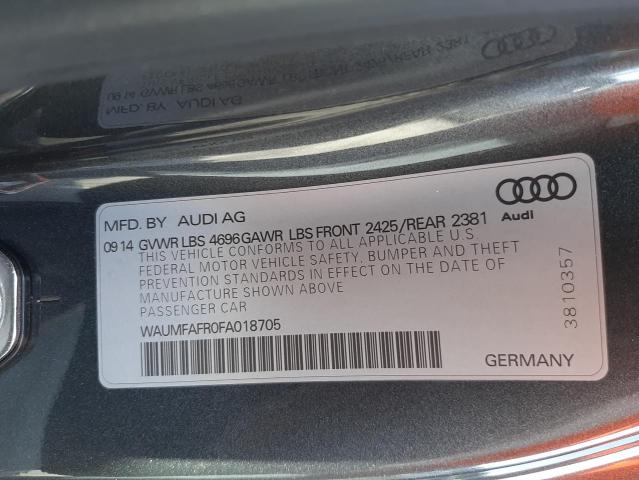 MFD. BY AUDI AG
Audi
09 14 GVWR LBS 4696 GAWR LBS FRONT 2425/REAR 2381
THIS VEHICLE CONFORMS TO ALL APPLICABLE U S
FEDERAL MOTOR VEHICLE SAFETY, BUMPER AND THEFT
PREVENTION STANDARDS IN EFFECT ON THE DATE OF
MANUFACTURE SHOWN ABOVE
PASSENGER CAR
WAUMFAFR0FA018705
GERMANY
3810357